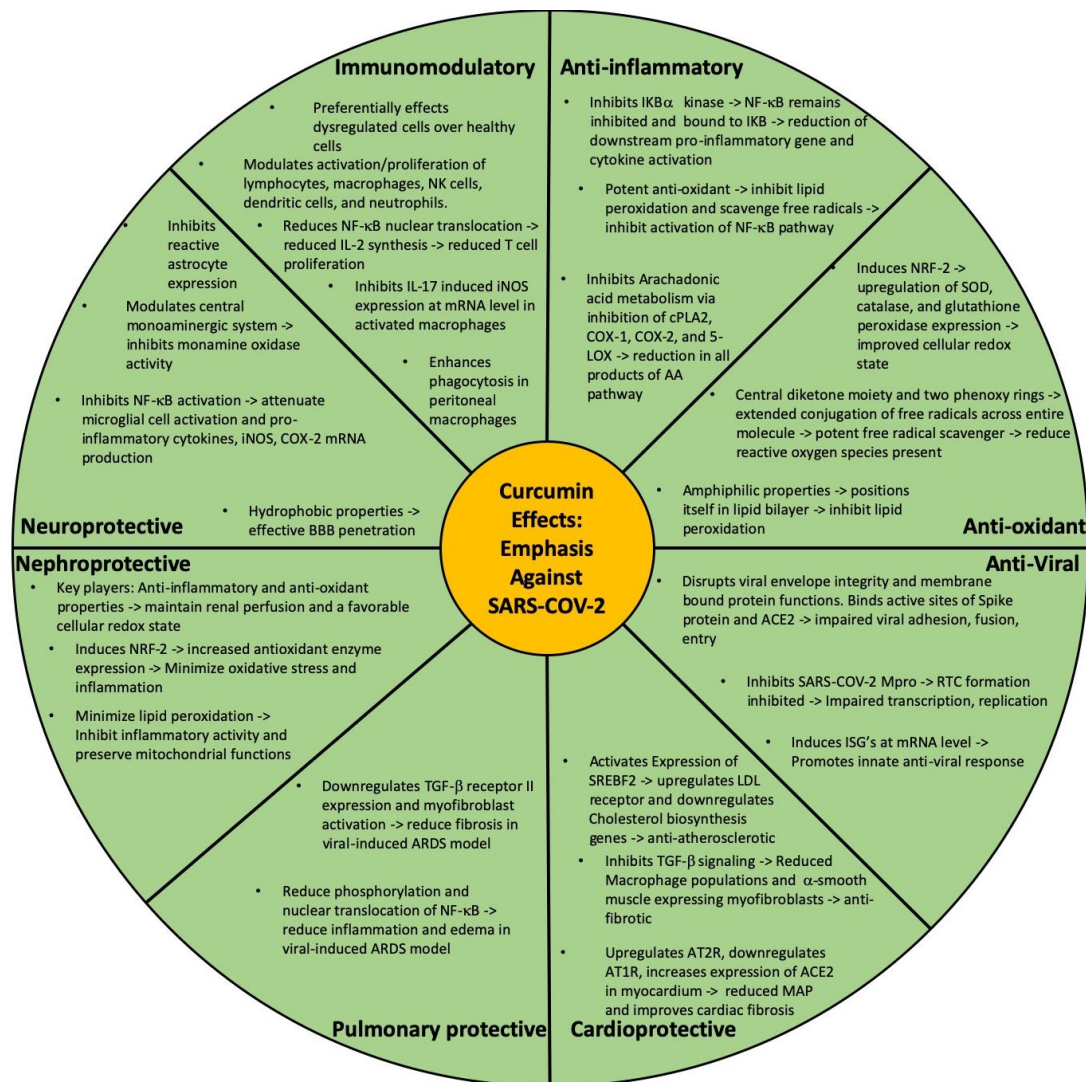 Immunomodulatory
• Preferentially effects
dysregulated cells over healthy
cells
• Modulates activation/proliferation of
lymphocytes, macrophages, NK cells,
dendritic cells, and neutrophils.
• Reduces NF-κB nuclear translocation ->
reduced IL-2 synthesis -> reduced T cell
proliferation
• Inhibits IL-17 induced iNOS
expression at mRNA level in
activated macrophages
• Enhances
phagocytosis in
peritoneal
macrophages
Anti-inflammatory
• Inhibits IKBα kinase -> NF-κB remains
inhibited and bound to IKB -> reduction of
downstream pro-inflammatory gene and
cytokine activation
• Potent anti-oxidant -> inhibit lipid
peroxidation and scavenge free radicals ->
inhibit activation of NF-κB pathway
• Inhibits Arachadonic
acid metabolism via
inhibition of cPLA2,
COX-1, COX-2, and 5-
LOX -> reduction in all
products of AA
pathway
• Induces NRF-2 ->
upregulation of SOD,
catalase, and glutathione
peroxidase expression ->
improved cellular redox
state
• Central diketone moiety and two phenoxy rings ->
extended conjugation of free radicals across entire
molecule -> potent free radical scavenger -> reduce
reactive oxygen species present
• Amphiphilic properties -> positions
itself in lipid bilayer -> inhibit lipid
peroxidation
Anti-oxidant
• Inhibits
reactive
astrocyte
expression
• Modulates central
monoaminergic system ->
inhibits monamine oxidase
activity
• Inhibits NF-κB activation -> attenuate
microglial cell activation and pro-
inflammatory cytokines, iNOS, COX-2 mRNA
production
• Hydrophobic properties ->
effective BBB penetration
Neuroprotective
Curcumin
Effects:
Emphasis
Against
SARS-COV-2
Nephroprotective
• Key players: Anti-inflammatory and anti-oxidant
properties -> maintain renal perfusion and a favorable
cellular redox state
• Induces NRF-2 -> increased antioxidant enzyme
expression -> Minimize oxidative stress and
inflammation
• Minimize lipid peroxidation ->
Inhibit inflammatory activity and
preserve mitochondrial functions
Anti-Viral
• Disrupts viral envelope integrity and membrane
bound protein functions. Binds active sites of Spike
protein and ACE2 -> impaired viral adhesion, fusion,
entry
• Inhibits SARS-COV-2 Mpro -> RTC formation
inhibited -> Impaired transcription, replication
• Induces ISG's at mRNA level ->
Promotes innate anti-viral response
• Downregulates TGF-β receptor II
expression and myofibroblast
activation -> reduce fibrosis in
viral-induced ARDS model
• Reduce phosphorylation and
nuclear translocation of NF-κB ->
reduce inflammation and edema in
viral-induced ARDS model
Pulmonary protective
• Activates Expression of
SREBF2 -> upregulates LDL
receptor and downregulates
Cholesterol biosynthesis
genes -> anti-atherosclerotic
• Inhibits TGF-β signaling -> Reduced
Macrophage populations and α-smooth
muscle expressing myofibroblasts -> anti-
fibrotic
• Upregulates AT2R, downregulates
AT1R, increases expression of ACE2
in myocardium -> reduced MAP
and improves cardiac fibrosis
Cardioprotective